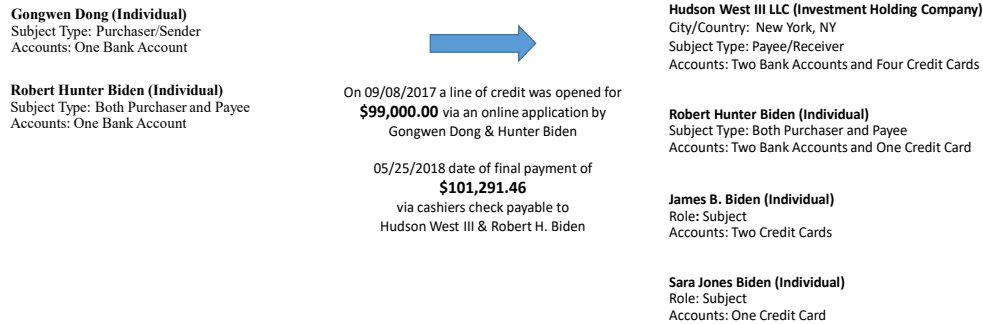 Gongwen Dong (Individual)
Subject Type: Purchaser/Sender
Accounts: One Bank Account
Robert Hunter Biden (Individual)
Subject Type: Both Purchaser and Payee
Accounts: One Bank Account
On 09/08/2017 a line of credit was opened for
$99,000.00 via an online application by
Gongwen Dong & Hunter Biden
05/25/2018 date of final payment of
$101,291.46
via cashiers check payable to
Hudson West III & Robert H. Biden
Hudson West III LLC (Investment Holding Company)
City/Country: New York, NY
Subject Type: Payee/Receiver
Accounts: Two Bank Accounts and Four Credit Cards
Robert Hunter Biden (Individual)
Subject Type: Both Purchaser and Payee
Accounts: Two Bank Accounts and One Credit Card
James B. Biden (Individual)
Role: Subject
Accounts: Two Credit Cards
Sara Jones Biden (Individual)
Role: Subject
Accounts: One Credit Card